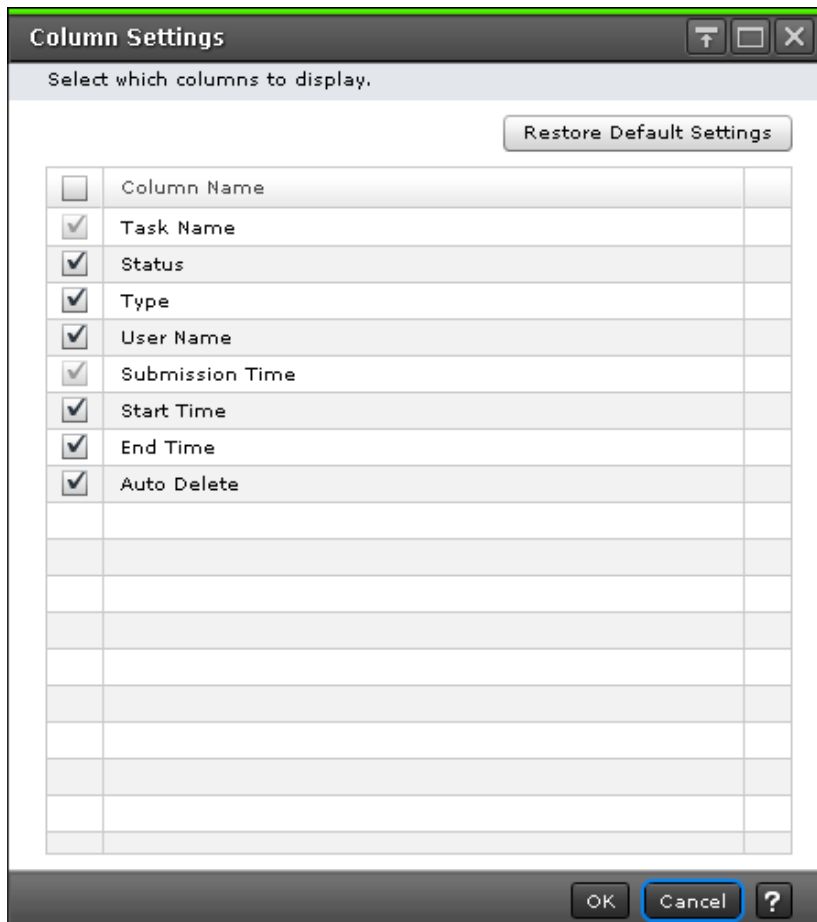 Column Settings
Select which columns to display.
Restore Default Settings
Column Name
Task Name
Status
Type
User Name
Submission Time
Start Time
End Time
Auto Delete
OK Cancel ?